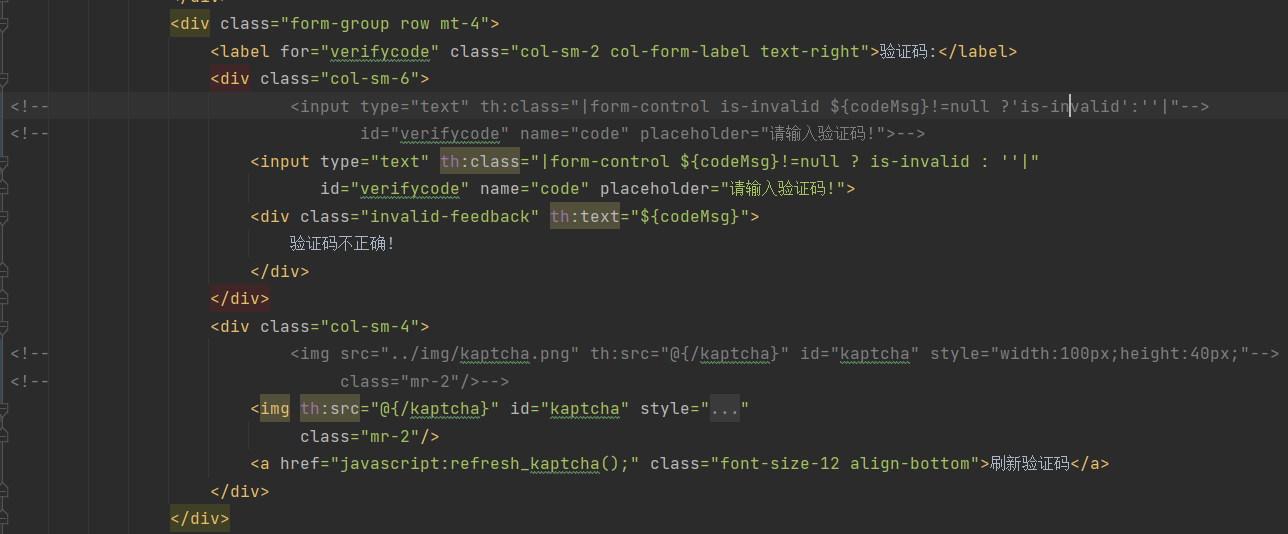 <div class="form-group row mt-4">
<label for="verifycode" class="col-sm-2 col-form-label text-right">验证码:</label>
<div class="col-sm-6">
<!-- <input type="text" th:class="|form-control is-invalid ${codeMsg}!=null ?'is-invalid':''|"-->
<!-- id="verifycode" name="code" placeholder="请输入验证码!">-->
<input type="text" th:class="|form-control ${codeMsg}!=null ? is-invalid : ''|"
id="verifycode" name="code" placeholder="请输入验证码!">
<div class="invalid-feedback" th:text="${codeMsg}">
验证码不正确!
</div>
</div>
<div class="col-sm-4">
<!-- <img src="../img/kaptcha.png" th:src="@{/kaptcha}" id="kaptcha" style="width:100px;height:40px;"-->
<!-- class="mr-2"/>-->
<img th:src="@{/kaptcha}" id="kaptcha" style="..."
class="mr-2"/>
<a href="javascript:refresh_kaptcha();" class="font-size-12 align-bottom">刷新验证码</a>
</div>
</div>